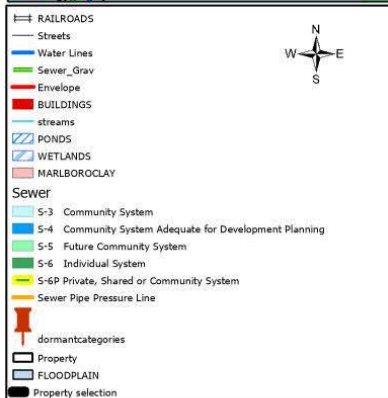 RAILROADS
N
Streets
W E
Water Lines
S
Sewer_Grav
Envelope
BUILDINGS
streams
PONDS
WETLANDS
MARLBOROCLAY
Sewer
S-3 Community System
S-4 Community System Adequate for Development Planning
S-5 Future Community System
S-6 Individual System
S-6P Private, Shared or Community System
Sewer Pipe Pressure Line
dormantcategories
Property
FLOODPLAIN
Property selection